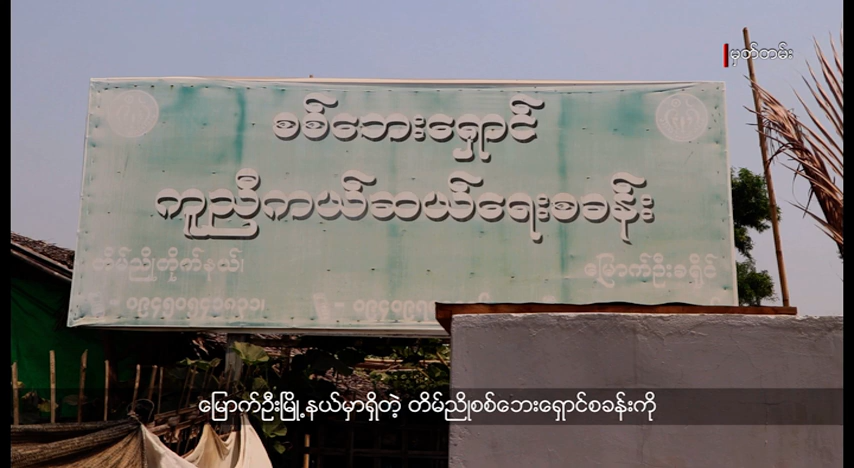 မှတ်တမ်း
စစ်ဘေးရှောင်
ကူညီကယ်ဆယ်ရေးစခန်း
တိမ်ညိုတိုက်နယ်၊
မြောက်ဦးခရိုင်
မြောက်ဦးမြို့နယ်မှာရှိတဲ့ တိမ်ညိုစစ်ဘေးရှောင်စခန်းကို